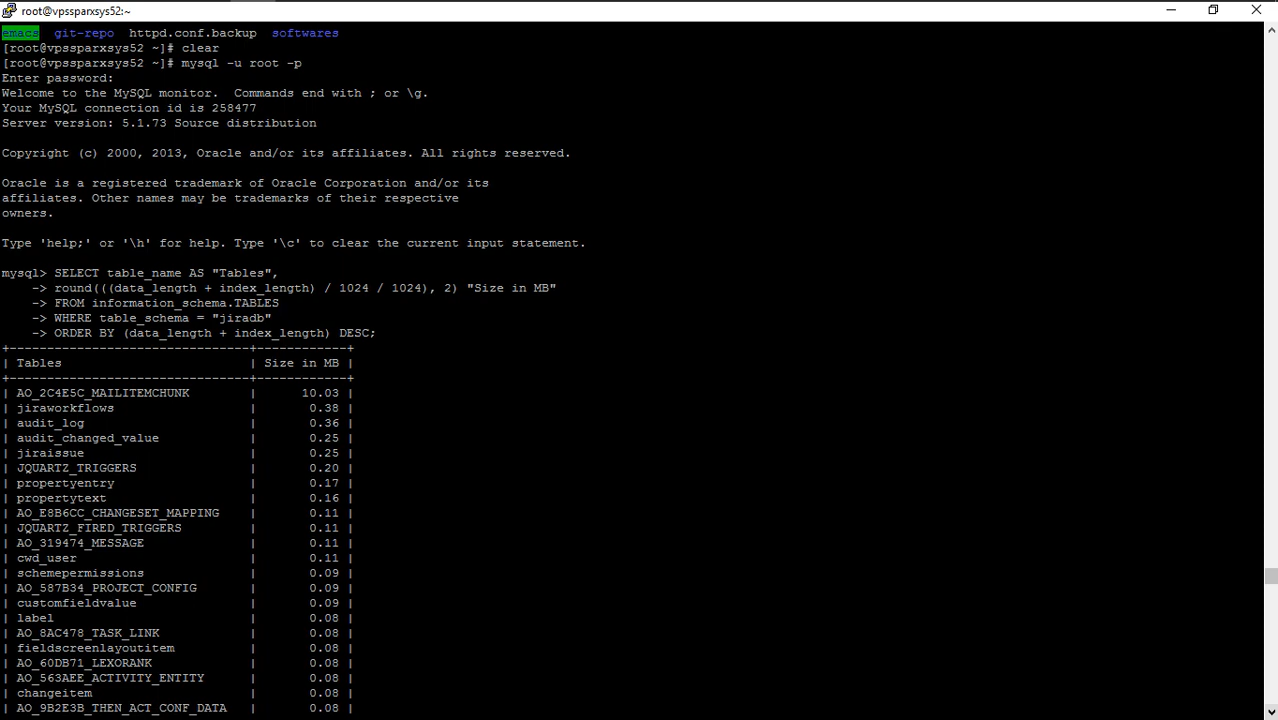 root@vpssparxsys52:~
emacs  git-repo  httpd.conf.backup  softwares
[root@vpssparxsys52 ~]# clear
[root@vpssparxsys52 ~]# mysql -u root -p
Enter password:
Welcome to the MySQL monitor.  Commands end with ; or \g.
Your MySQL connection id is 258477
Server version: 5.1.73 Source distribution
Copyright (c) 2000, 2013, Oracle and/or its affiliates. All rights reserved.
Oracle is a registered trademark of Oracle Corporation and/or its
affiliates. Other names may be trademarks of their respective
owners.
Type 'help;' or '\h' for help. Type '\c' to clear the current input statement.
mysql> SELECT table_name AS "Tables",
    -> round(((data_length + index_length) / 1024 / 1024), 2) "Size in MB"
    -> FROM information_schema.TABLES
    -> WHERE table_schema = "jiradb"
    -> ORDER BY (data_length + index_length) DESC;
+--------------------------------+------------+
| Tables                         | Size in MB |
+--------------------------------+------------+
| AO_2C4E5C_MAILITEMCHUNK        |      10.03 |
| jiraworkflows                  |       0.38 |
| audit_log                      |       0.36 |
| audit_changed_value            |       0.25 |
| jiraissue                      |       0.25 |
| JQUARTZ_TRIGGERS               |       0.20 |
| propertyentry                  |       0.17 |
| propertytext                   |       0.16 |
| AO_E8B6CC_CHANGESET_MAPPING    |       0.11 |
| JQUARTZ_FIRED_TRIGGERS         |       0.11 |
| AO_319474_MESSAGE              |       0.11 |
| cwd_user                       |       0.11 |
| schemepermissions              |       0.09 |
| AO_587B34_PROJECT_CONFIG       |       0.09 |
| customfieldvalue               |       0.09 |
| label                          |       0.08 |
| AO_8AC478_TASK_LINK            |       0.08 |
| fieldscreenlayoutitem          |       0.08 |
| AO_60DB71_LEXORANK             |       0.08 |
| AO_563AEE_ACTIVITY_ENTITY      |       0.08 |
| changeitem                     |       0.08 |
| AO_9B2E3B_THEN_ACT_CONF_DATA   |       0.08 |